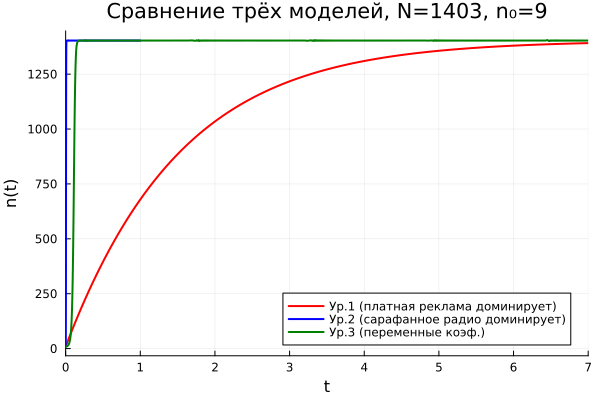 Сравнение трёх моделей, N=1403, n₀=9
n(t)
1250
1000
750
500
250
0
0 1 2 3 4 5 6 7
t
Ур.1 (платная реклама доминирует)
Ур.2 (сарафанное радио доминирует)
Ур.3 (переменные коэф.)